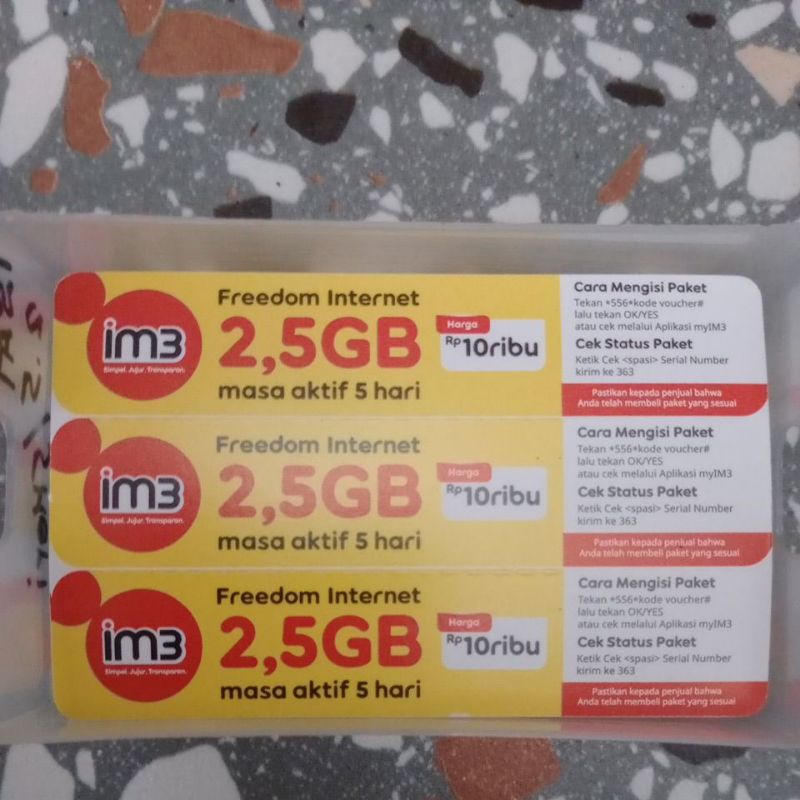 im3
Simpel. Jujur. Transparan.
Freedom Internet
2,5GB
masa aktif 5 hari
Harga
Rp10ribu
Cara Mengisi Paket
Tekan *556*kode voucher#
lalu tekan OK/YES
atau cek melalui Aplikasi myIM3
Cek Status Paket
Ketik Cek <spasi> Serial Number
kirim ke 363
Pastikan kepada penjual bahwa
Anda telah membeli paket yang sesuai
im3
Simpel. Jujur. Transparan.
Freedom Internet
2,5GB
masa aktif 5 hari
Harga
Rp10ribu
Cara Mengisi Paket
Tekan *556*kode voucher#
lalu tekan OK/YES
atau cek melalui Aplikasi myIM3
Cek Status Paket
Ketik Cek <spasi> Serial Number
kirim ke 363
Pastikan kepada penjual bahwa
Anda telah membeli paket yang sesuai
im3
Simpel. Jujur. Transparan.
Freedom Internet
2,5GB
masa aktif 5 hari
Harga
Rp10ribu
Cara Mengisi Paket
Tekan *556*kode voucher#
lalu tekan OK/YES
atau cek melalui Aplikasi myIM3
Cek Status Paket
Ketik Cek <spasi> Serial Number
kirim ke 363
Pastikan kepada penjual bahwa
Anda telah membeli paket yang sesuai